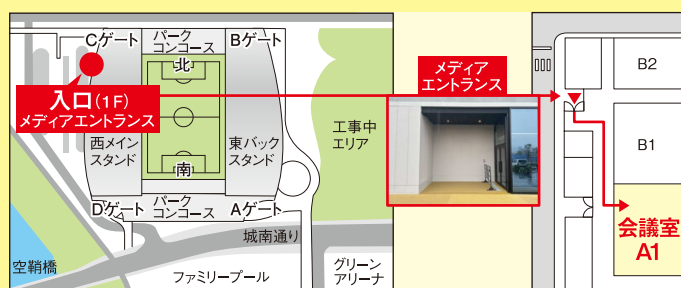 Cゲート
パーク
コンコース
Bゲート
北
入口(1F)
メディアエントランス
西メイン
スタンド
東バック
スタンド
南
Dゲート
パーク
コンコース
Aゲート
工事中
エリア
城南通り
空鞘橋
ファミリープール
グリーン
アリーナ
メディア
エントランス
B2
B1
会議室
A1